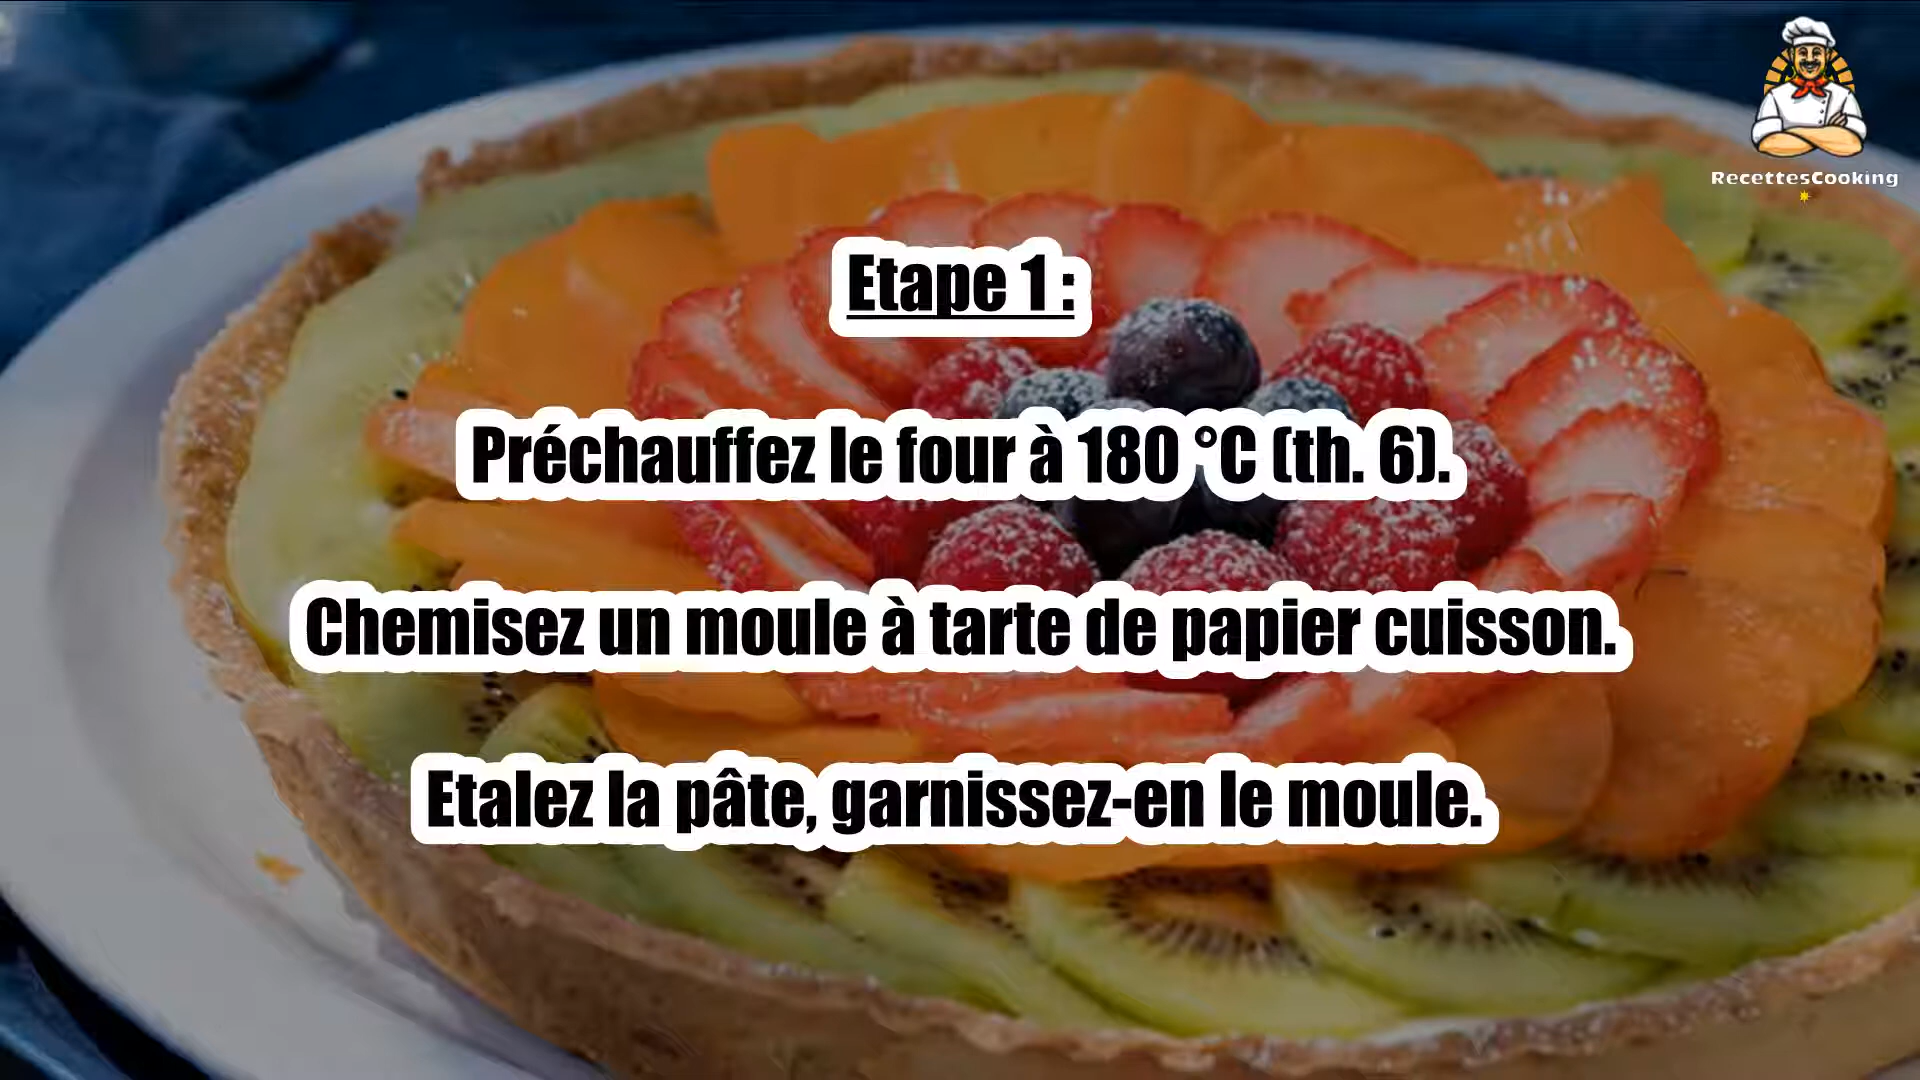 RecettesCooking
Etape 1 :
Préchauffez le four à 180 °C (th. 6).
Chemisez un moule à tarte de papier cuisson.
Etalez la pâte, garnissez-en le moule.